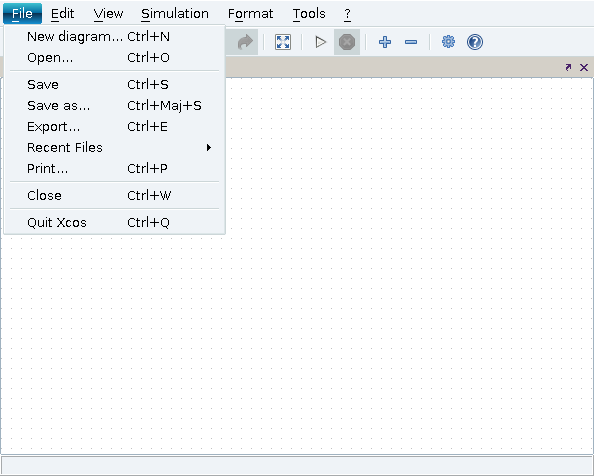 File Edit View Simulation Format Tools ?
New diagram... Ctrl+N
Open... Ctrl+O
Save Ctrl+S
Save as... Ctrl+Maj+S
Export... Ctrl+E
Recent Files
Print... Ctrl+P
Close Ctrl+W
Quit Xcos Ctrl+Q